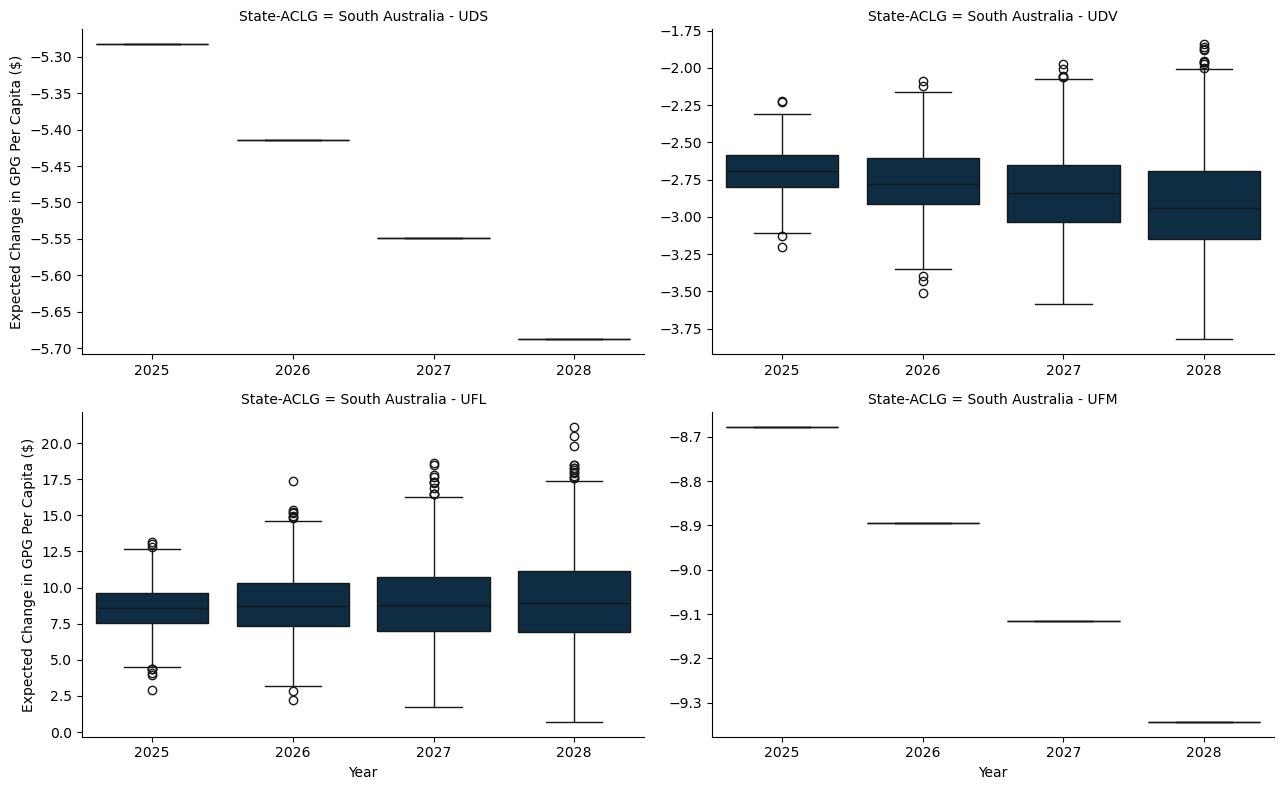 State-ACLG = South Australia - UDS
Expected Change in GPG Per Capita ($)
−5.30
−5.35
−5.40
−5.45
−5.50
−5.55
−5.60
−5.65
−5.70
2025 2026 2027 2028
State-ACLG = South Australia - UDV
−1.75
−2.00
−2.25
−2.50
−2.75
−3.00
−3.25
−3.50
−3.75
2025 2026 2027 2028
State-ACLG = South Australia - UFL
Expected Change in GPG Per Capita ($)
20.0
17.5
15.0
12.5
10.0
7.5
5.0
2.5
0.0
2025 2026 2027 2028
Year
State-ACLG = South Australia - UFM
−8.7
−8.8
−8.9
−9.0
−9.1
−9.2
−9.3
2025 2026 2027 2028
Year